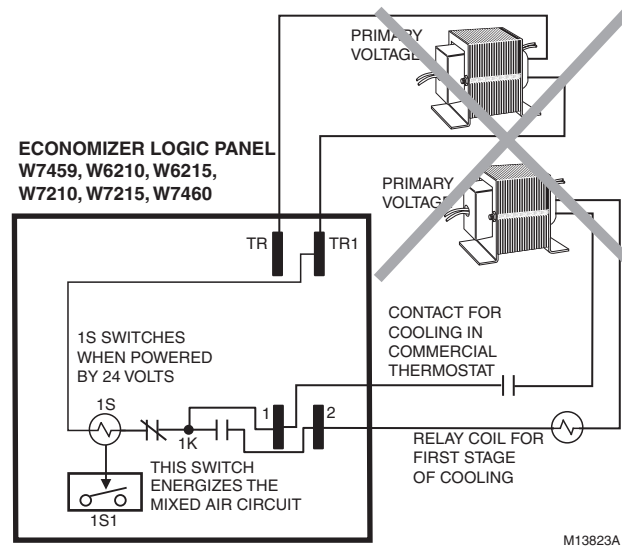 PRIMARY
VOLTAGE
ECONOMIZER LOGIC PANEL
W7459, W6210, W6215,
W7210, W7215, W7460
PRIMARY
VOLTAGE
TR
TR1
CONTACT FOR
COOLING IN
COMMERCIAL
THERMOSTAT
1S SWITCHES
WHEN POWERED
BY 24 VOLTS
1S
1
2
1K
RELAY COIL FOR
FIRST STAGE
OF COOLING
THIS SWITCH
ENERGIZES THE
MIXED AIR CIRCUIT
1S1
M13823A